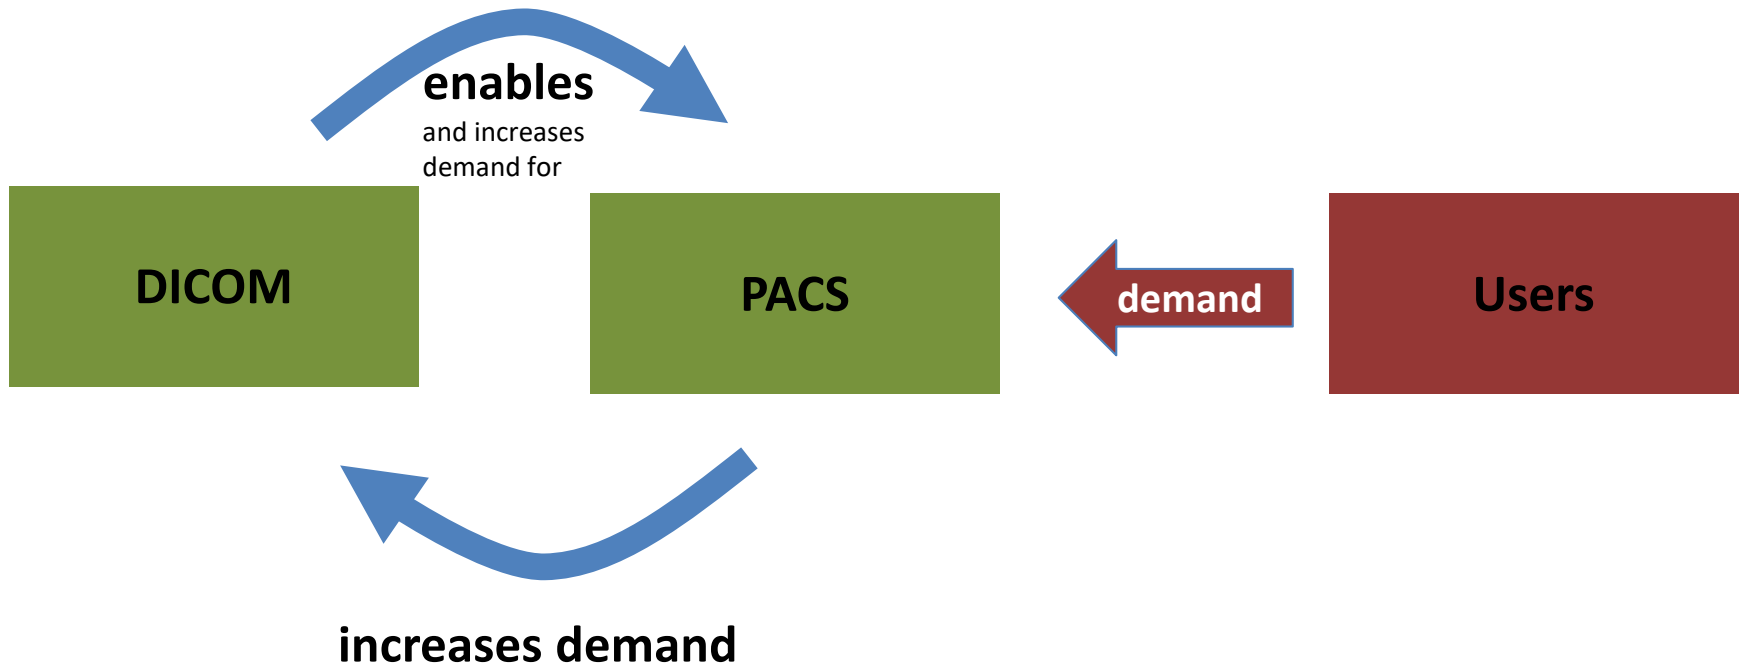 enables
and increases
demand for
DICOM
PACS
demand
Users
increases demand